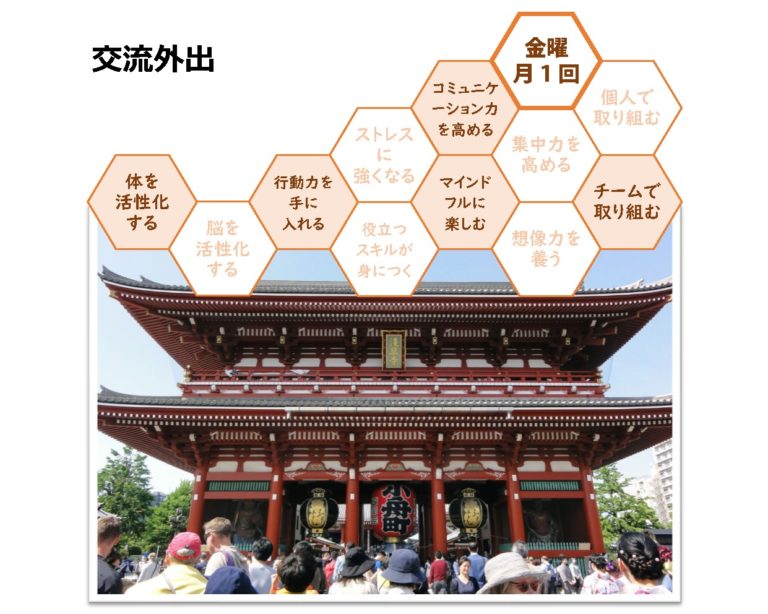 交流外出
金曜
月1回
コミュニケ
ーション力
を高める
個人で
取り組む
ストレス
に
強くなる
集中力を
高める
体を
活性化
する
行動力を
手に
入れる
マインド
フルに
楽しむ
チームで
取り組む
脳を
活性化
する
役立つ
スキルが
身につく
想像力を
養う
小舟町